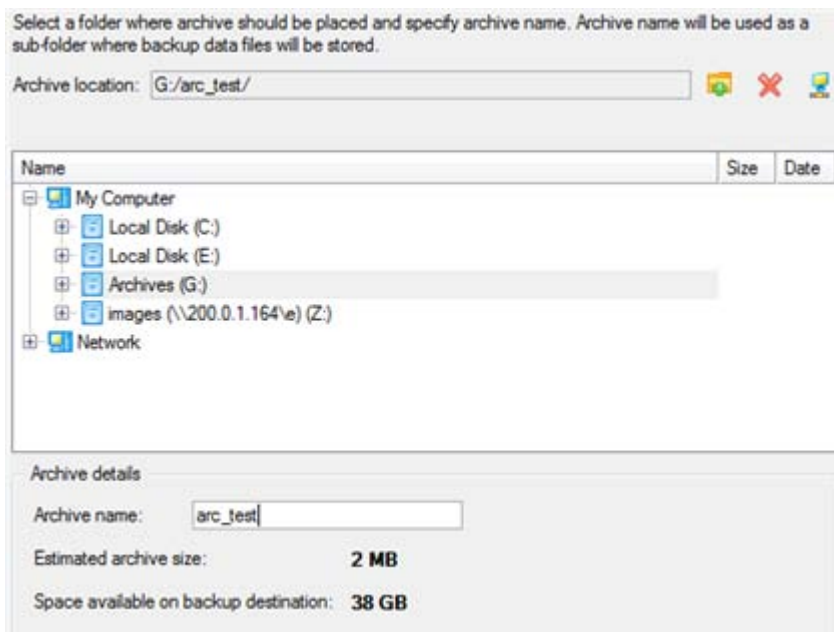 Select a folder where archive should be placed and specify archive name. Archive name will be used as a
sub-folder where backup data files will be stored.
Archive location: G:/arc_test/
Name Size Date
My Computer
Local Disk (C:)
Local Disk (E:)
Archives (G:)
images (\\200.0.1.164\e) (Z:)
Network
Archive details
Archive name: arc_test
Estimated archive size: 2 MB
Space available on backup destination: 38 GB